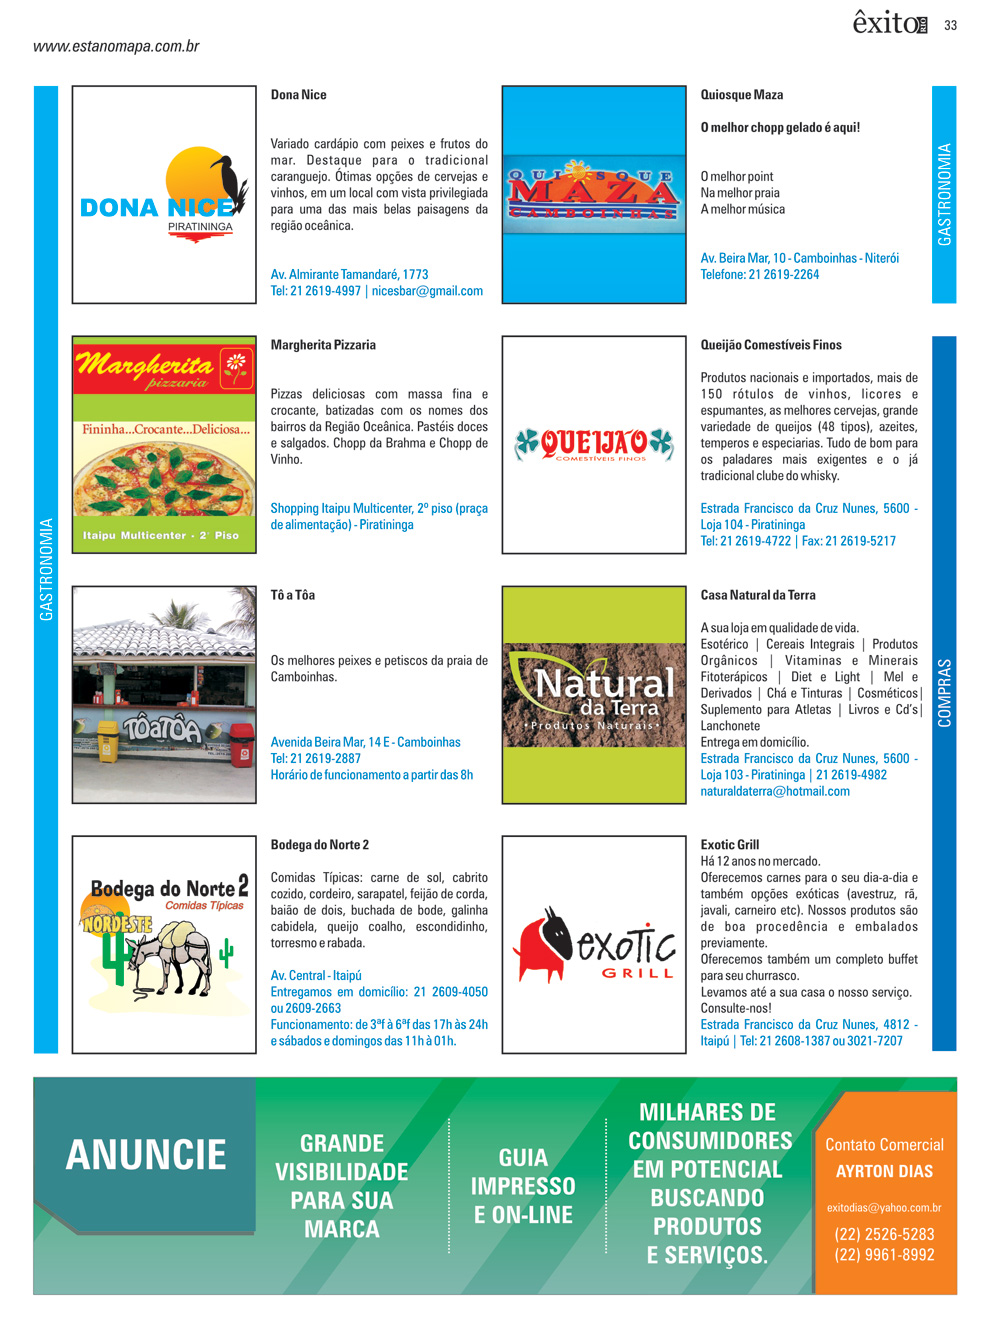 www.estanomapa.com.br
êxito
RIO
33
GASTRONOMIA
DONA NICE
PIRATININGA
Dona Nice
Variado cardápio com peixes e frutos do
mar. Destaque para o tradicional
caranguejo. Ótimas opções de cervejas e
vinhos, em um local com vista privilegiada
para uma das mais belas paisagens da
região oceânica.
Av. Almirante Tamandaré, 1773
Tel: 21 2619-4997 | nicesbar@gmail.com
Margherita
pizzaria
Fininha...Crocante...Deliciosa...
Itaipu Multicenter - 2° Piso
Margherita Pizzaria
Pizzas deliciosas com massa fina e
crocante, batizadas com os nomes dos
bairros da Região Oceânica. Pastéis doces
e salgados. Chopp da Brahma e Chopp de
Vinho.
Shopping Itaipu Multicenter, 2º piso (praça
de alimentação) - Piratininga
TÔaTÔA
Tô a Tôa
Os melhores peixes e petiscos da praia de
Camboinhas.
Avenida Beira Mar, 14 E - Camboinhas
Tel: 21 2619-2887
Horário de funcionamento a partir das 8h
Bodega do Norte 2
Comidas Típicas
NORDESTE
Bodega do Norte 2
Comidas Típicas: carne de sol, cabrito
cozido, cordeiro, sarapatel, feijão de corda,
baião de dois, buchada de bode, galinha
cabidela, queijo coalho, escondidinho,
torresmo e rabada.
Av. Central - Itaipú
Entregamos em domicílio: 21 2609-4050
ou 2609-2663
Funcionamento: de 3ªf à 6ªf das 17h às 24h
e sábados e domingos das 11h à 01h.
QUIOSQUE
MAZA
CAMBOINHAS
Quiosque Maza
O melhor chopp gelado é aqui!
O melhor point
Na melhor praia
A melhor música
Av. Beira Mar, 10 - Camboinhas - Niterói
Telefone: 21 2619-2264
GASTRONOMIA
QUEIJÃO
COMESTÍVEIS FINOS
Queijão Comestíveis Finos
Produtos nacionais e importados, mais de
150 rótulos de vinhos, licores e
espumantes, as melhores cervejas, grande
variedade de queijos (48 tipos), azeites,
temperos e especiarias. Tudo de bom para
os paladares mais exigentes e o já
tradicional clube do whisky.
Estrada Francisco da Cruz Nunes, 5600 -
Loja 104 - Piratininga
Tel: 21 2619-4722 | Fax: 21 2619-5217
Natural
da Terra
•Produtos Naturais•
Casa Natural da Terra
A sua loja em qualidade de vida.
Esotérico | Cereais Integrais | Produtos
Orgânicos | Vitaminas e Minerais
Fitoterápicos | Diet e Light | Mel e
Derivados | Chá e Tinturas | Cosméticos|
Suplemento para Atletas | Livros e Cd's|
Lanchonete
Entrega em domicílio.
Estrada Francisco da Cruz Nunes, 5600 -
Loja 103 - Piratininga | 21 2619-4982
naturaldaterra@hotmail.com
exotic
GRILL
Exotic Grill
Há 12 anos no mercado.
Oferecemos carnes para o seu dia-a-dia e
também opções exóticas (avestruz, rã,
javali, carneiro etc). Nossos produtos são
de boa procedência e embalados
previamente.
Oferecemos também um completo buffet
para seu churrasco.
Levamos até a sua casa o nosso serviço.
Consulte-nos!
Estrada Francisco da Cruz Nunes, 4812 -
Itaipú | Tel: 21 2608-1387 ou 3021-7207
COMPRAS
ANUNCIE
GRANDE
VISIBILIDADE
PARA SUA
MARCA
GUIA
IMPRESSO
E ON-LINE
MILHARES DE
CONSUMIDORES
EM POTENCIAL
BUSCANDO
PRODUTOS
E SERVIÇOS.
Contato Comercial
AYRTON DIAS
exitodias@yahoo.com.br
(22) 2526-5283
(22) 9961-8992